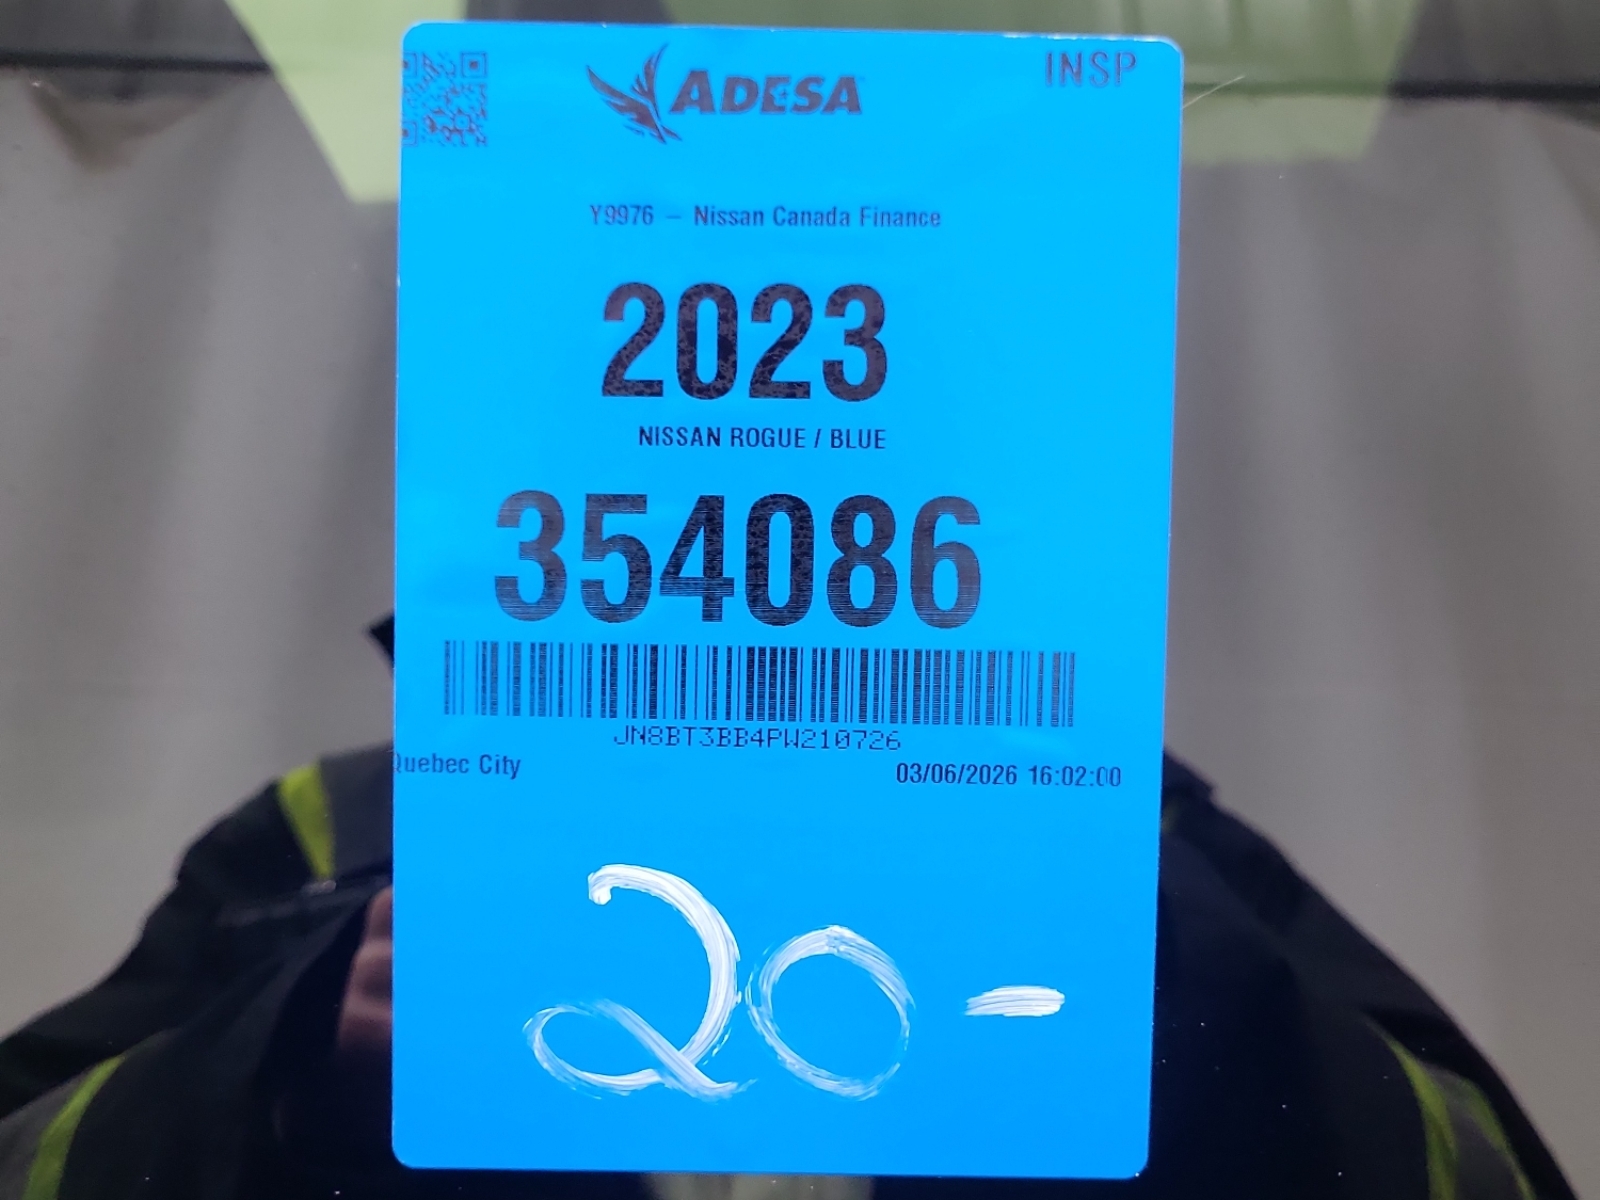 ADESA
INSP
Y9976 – Nissan Canada Finance
2023
NISSAN ROGUE / BLUE
354086
JN8BT3BB4PW210726
Quebec City
03/06/2026 16:02:00
20-